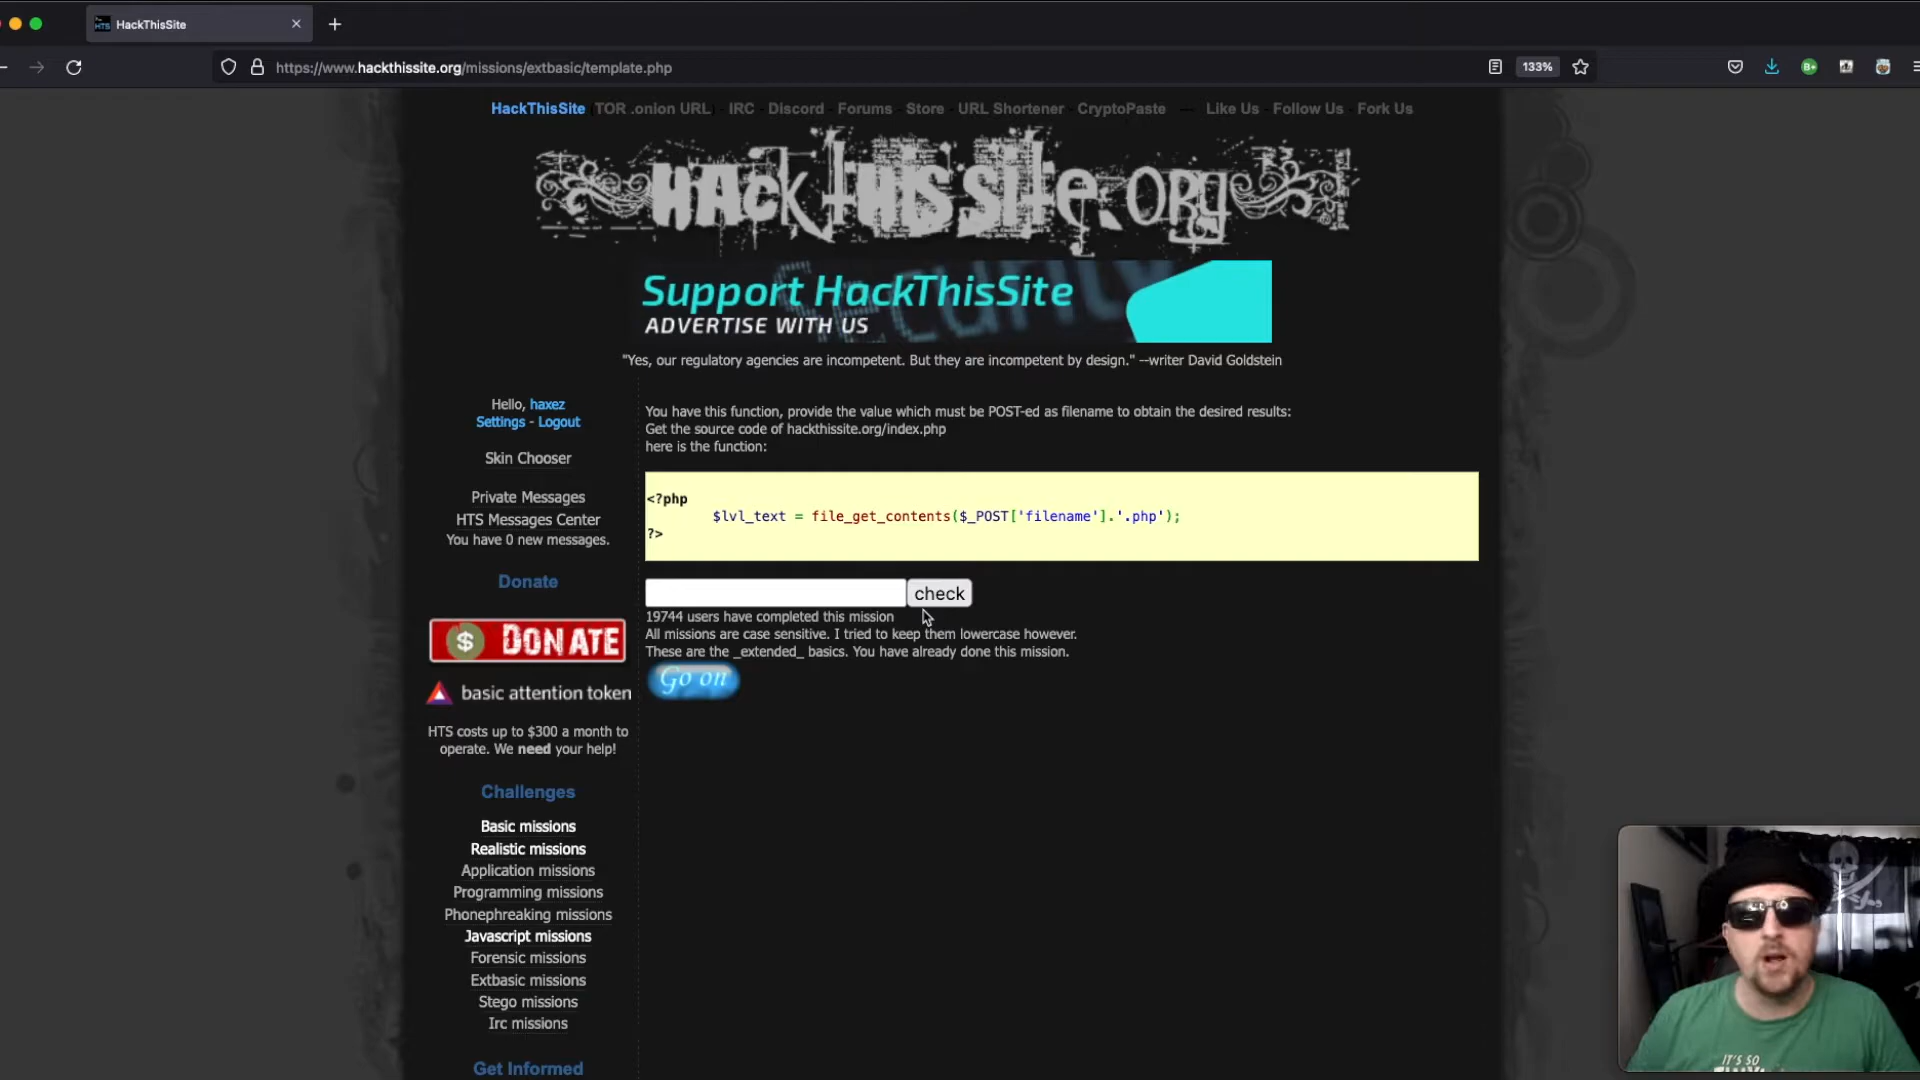 HackThisSite
https://www.hackthissite.org/missions/extbasic/template.php
133%
HackThisSite TOR .onion URL IRC - Discord - Forums - Store - URL Shortener - CryptoPaste — Like Us - Follow Us - Fork Us
HackThisSite.org
Support HackThisSite
ADVERTISE WITH US
"Yes, our regulatory agencies are incompetent. But they are incompetent by design." --writer David Goldstein
Hello, haxez
Settings - Logout
Skin Chooser
Private Messages
HTS Messages Center
You have 0 new messages.
Donate
$ DONATE
basic attention token
HTS costs up to $300 a month to
operate. We need your help!
Challenges
Basic missions
Realistic missions
Application missions
Programming missions
Phonephreaking missions
Javascript missions
Forensic missions
Extbasic missions
Stego missions
Irc missions
Get Informed
You have this function, provide the value which must be POST-ed as filename to obtain the desired results:
Get the source code of hackthissite.org/index.php
here is the function:
<?php
$lvl_text = file_get_contents($_POST['filename'].'.php');
?>
check
19744 users have completed this mission
All missions are case sensitive. I tried to keep them lowercase however.
These are the _extended_ basics. You have already done this mission.
Go on
IT'S SO